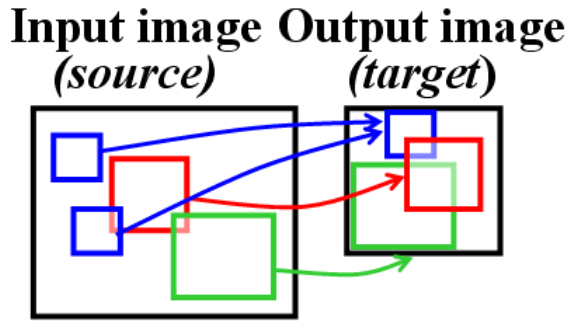 Input image Output image
(source) (target)